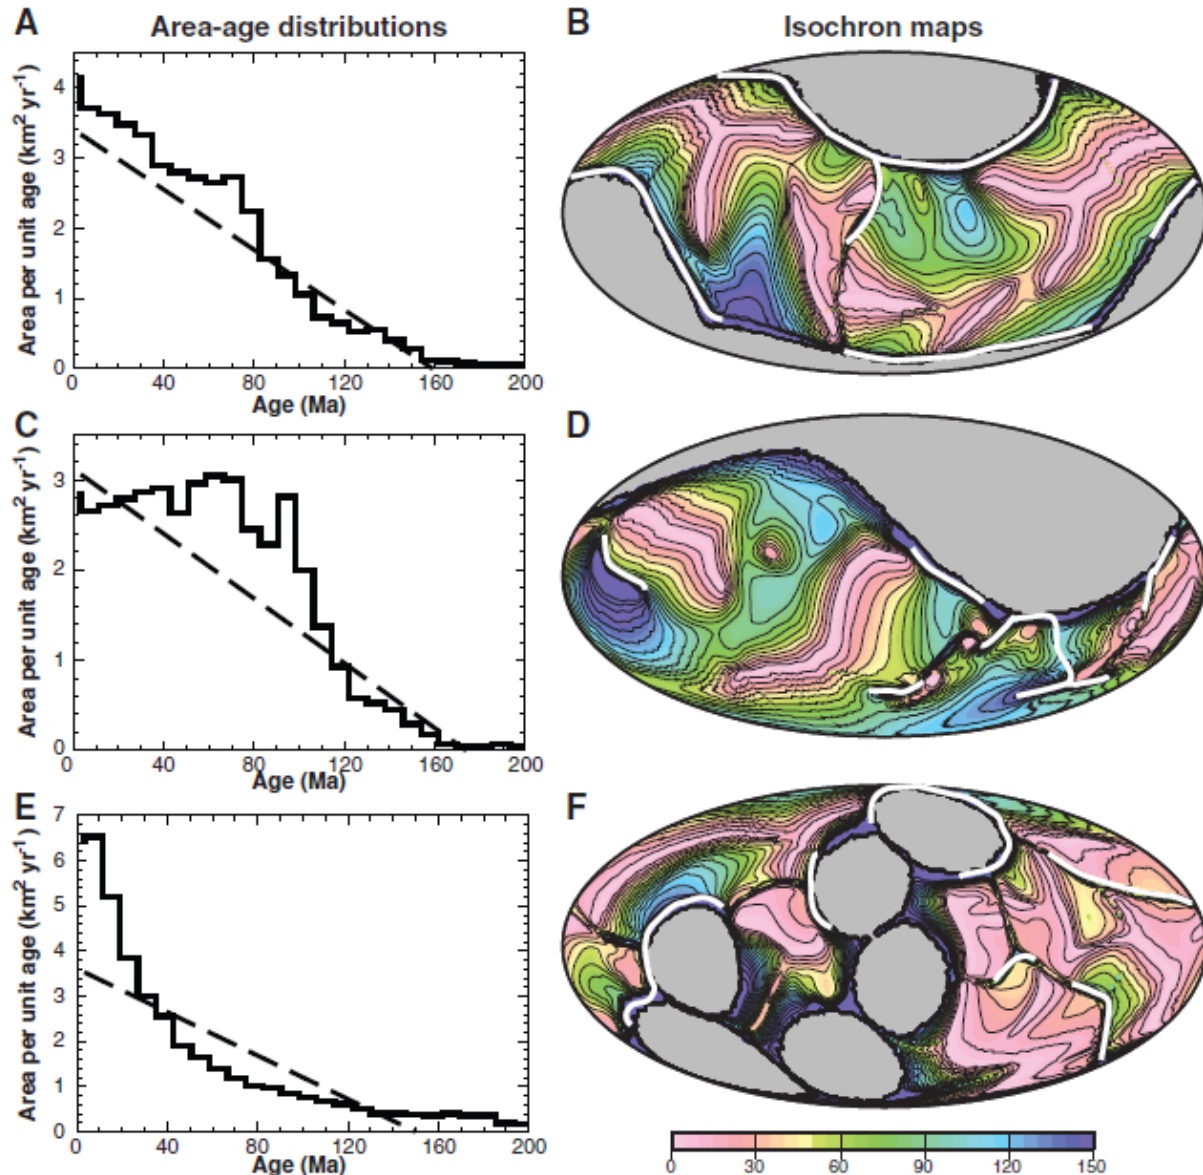 A Area-age distributions B Isochron maps
Area per unit age (km² yr⁻¹)
4
3
2
1
0
0 40 80 120 160 200
Age (Ma)
C D
Area per unit age (km² yr⁻¹)
3
2
1
0
0 40 80 120 160 200
Age (Ma)
E F
Area per unit age (km² yr⁻¹)
7
6
5
4
3
2
1
0
0 40 80 120 160 200
Age (Ma)
0 30 60 90 120 150